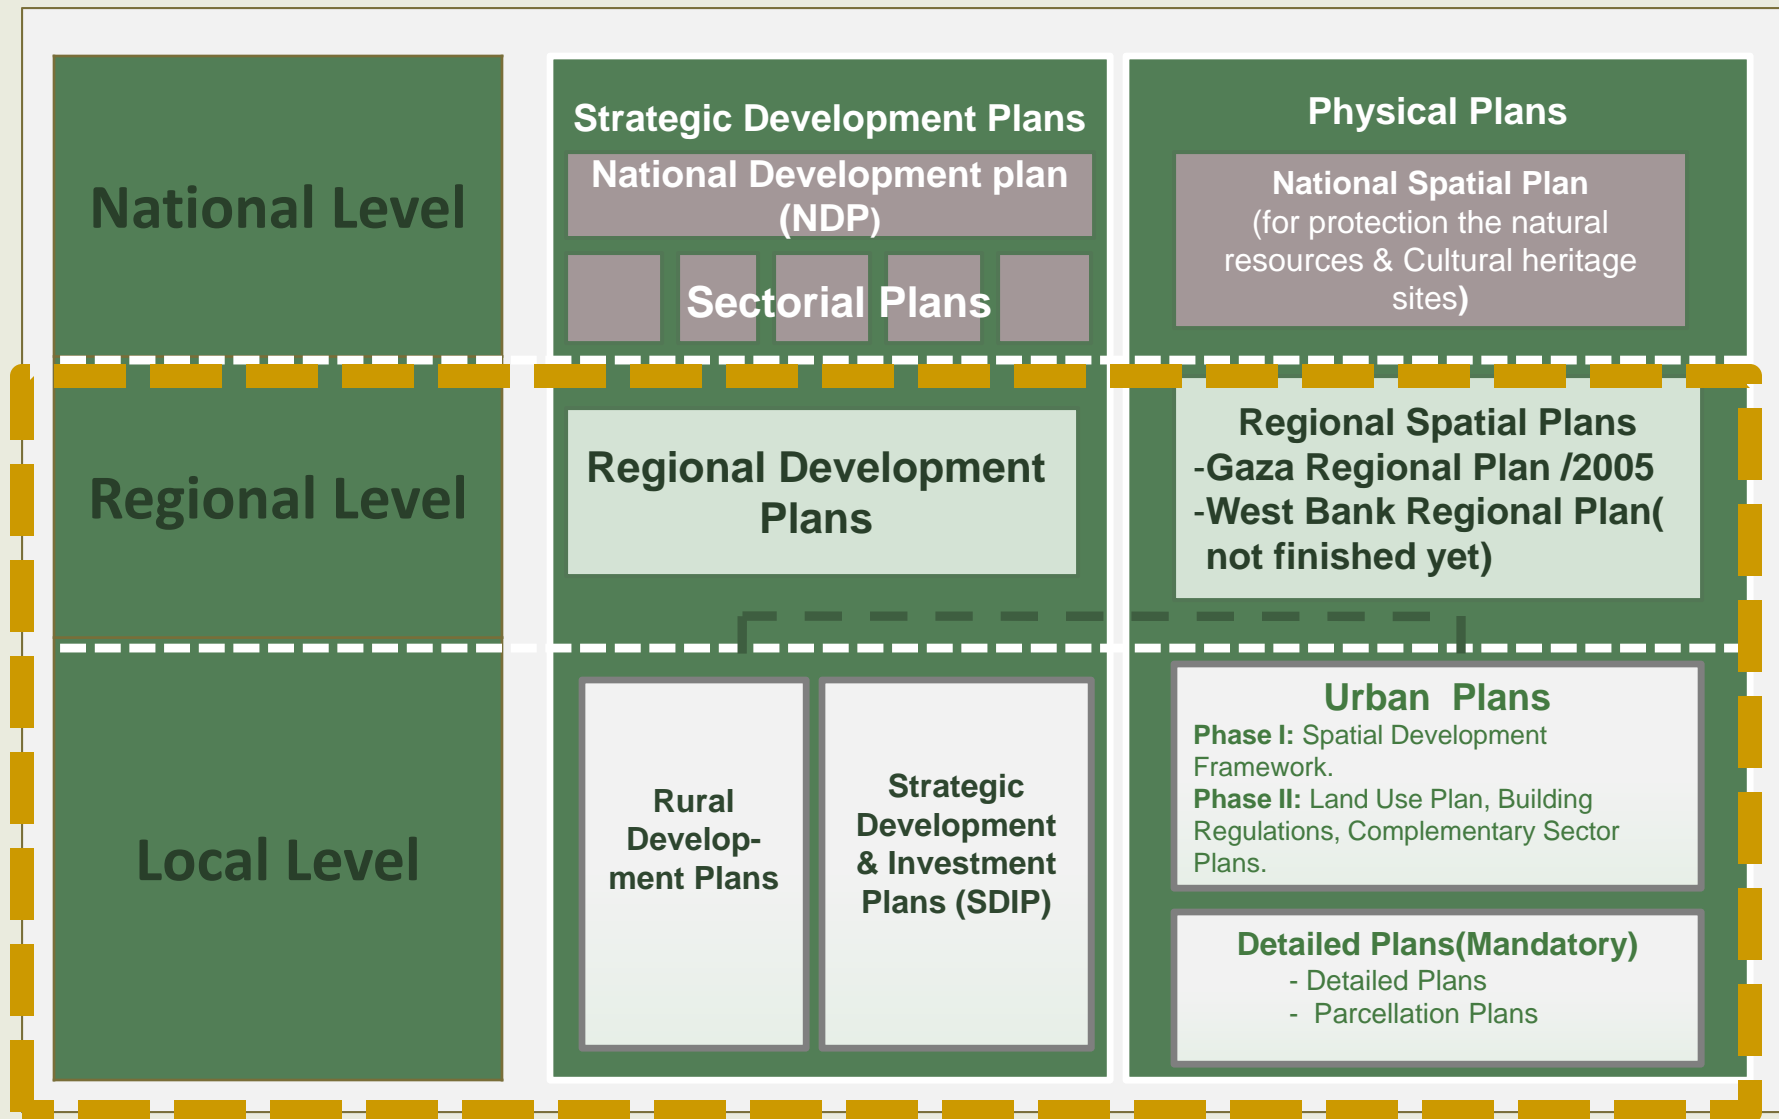 National Level
Strategic Development Plans
National Development plan
(NDP)
Sectorial Plans
Physical Plans
National Spatial Plan
(for protection the natural
resources & Cultural heritage
sites)
Regional Level
Regional Development
Plans
Regional Spatial Plans
-Gaza Regional Plan /2005
-West Bank Regional Plan(
not finished yet)
Local Level
Rural
Develop-
ment Plans
Strategic
Development
& Investment
Plans (SDIP)
Urban Plans
Phase I: Spatial Development
Framework.
Phase II: Land Use Plan, Building
Regulations, Complementary Sector
Plans.
Detailed Plans(Mandatory)
- Detailed Plans
- Parcellation Plans